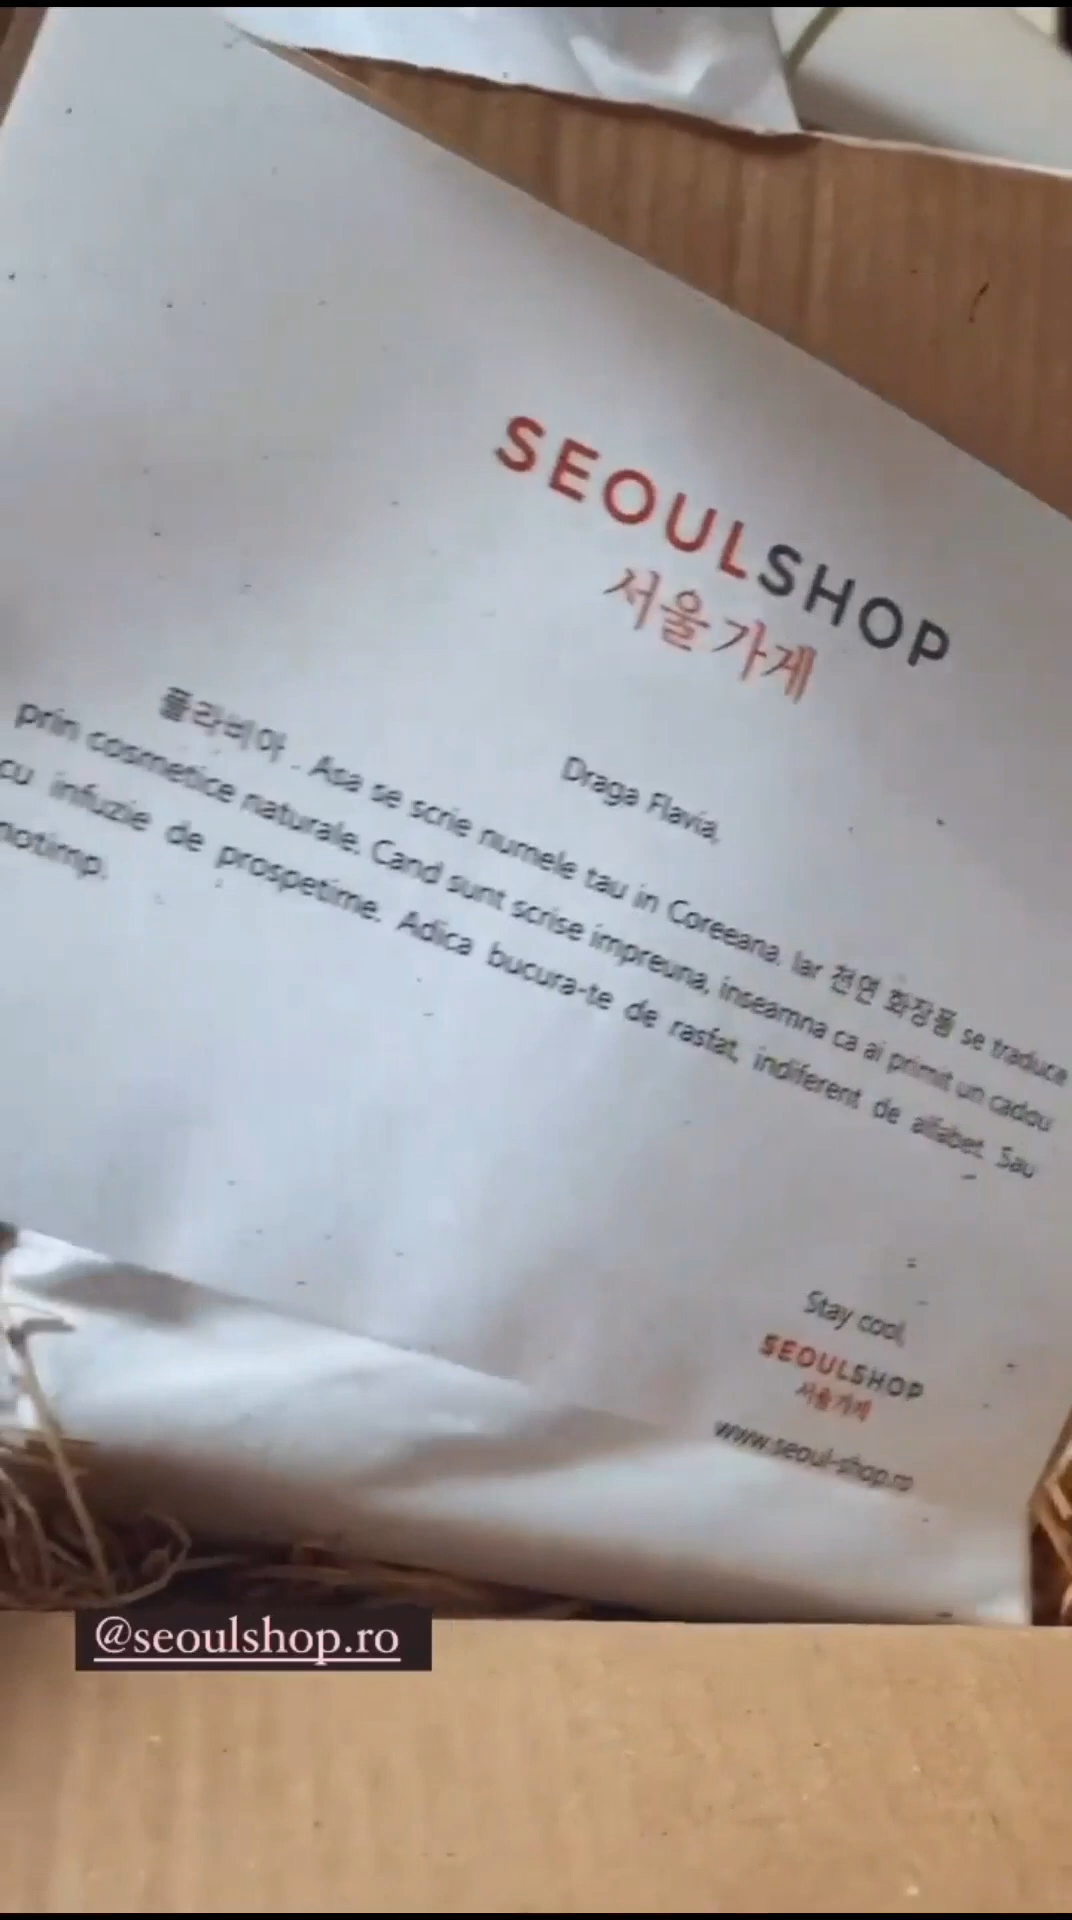 SEOULSHOP
서울가게
Draga Flavia,
플라비아 . Asa se scrie numele tau in Coreeana. Iar 천연 화장품 se traduce
prin cosmetice naturale. Cand sunt scrise impreuna, inseamna ca ai primit un cadou
cu infuzie de prospetime. Adica bucura-te de rasfat, indiferent de alfabet. Sau
notimp.
Stay cool,
SEOULSHOP
서울가게
www.seoul-shop.ro
@seoulshop.ro